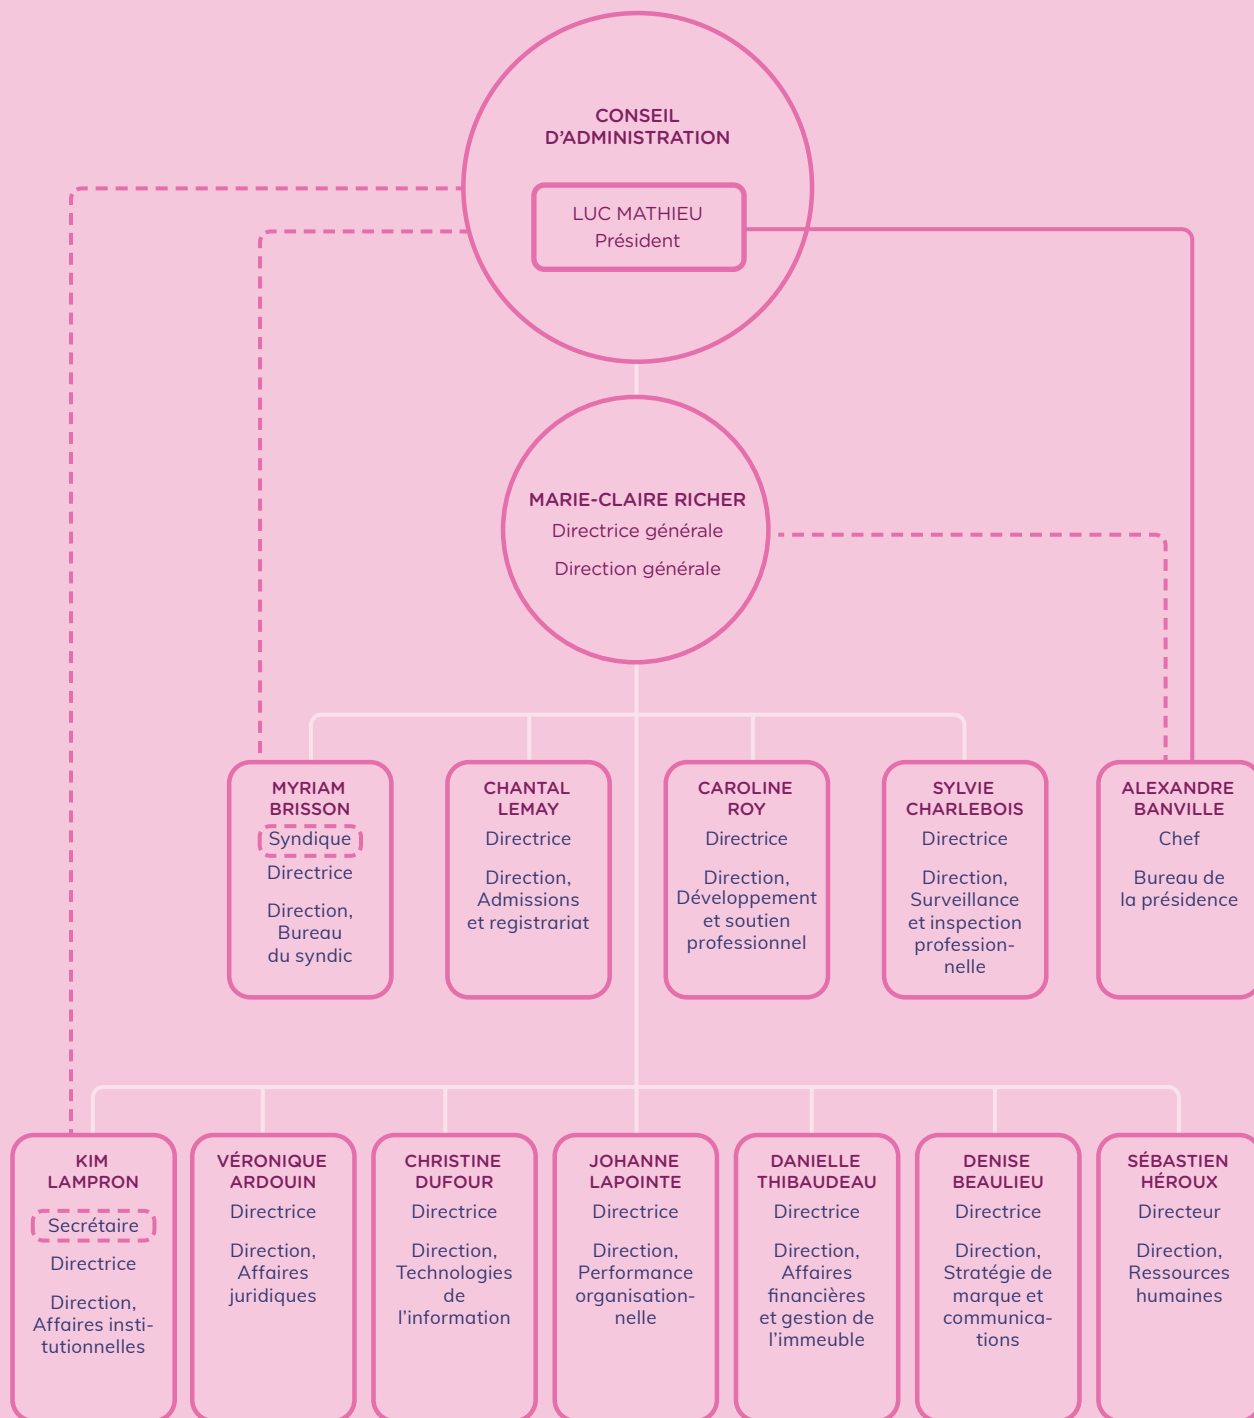 CONSEIL
D'ADMINISTRATION
LUC MATHIEU
Président
MARIE-CLAIRE RICHER
Directrice générale
Direction générale
MYRIAM
BRISSON
Syndique
Directrice
Direction,
Bureau
du syndic
CHANTAL
LEMAY
Directrice
Direction,
Admissions
et registrariat
CAROLINE
ROY
Directrice
Direction,
Développement
et soutien
professionnel
SYLVIE
CHARLEBOIS
Directrice
Direction,
Surveillance
et inspection
profession-
nelle
ALEXANDRE
BANVILLE
Chef
Bureau de
la présidence
KIM
LAMPRON
Secrétaire
Directrice
Direction,
Affaires insti-
tutionnelles
VÉRONIQUE
ARDOUIN
Directrice
Direction,
Affaires
juridiques
CHRISTINE
DUFOUR
Directrice
Direction,
Technologies
de
l'information
JOHANNE
LAPOINTE
Directrice
Direction,
Performance
organisation-
nelle
DANIELLE
THIBAUDEAU
Directrice
Direction,
Affaires
financières
et gestion de
l'immeuble
DENISE
BEAULIEU
Directrice
Direction,
Stratégie de
marque et
communica-
tions
SÉBASTIEN
HÉROUX
Directeur
Direction,
Ressources
humaines